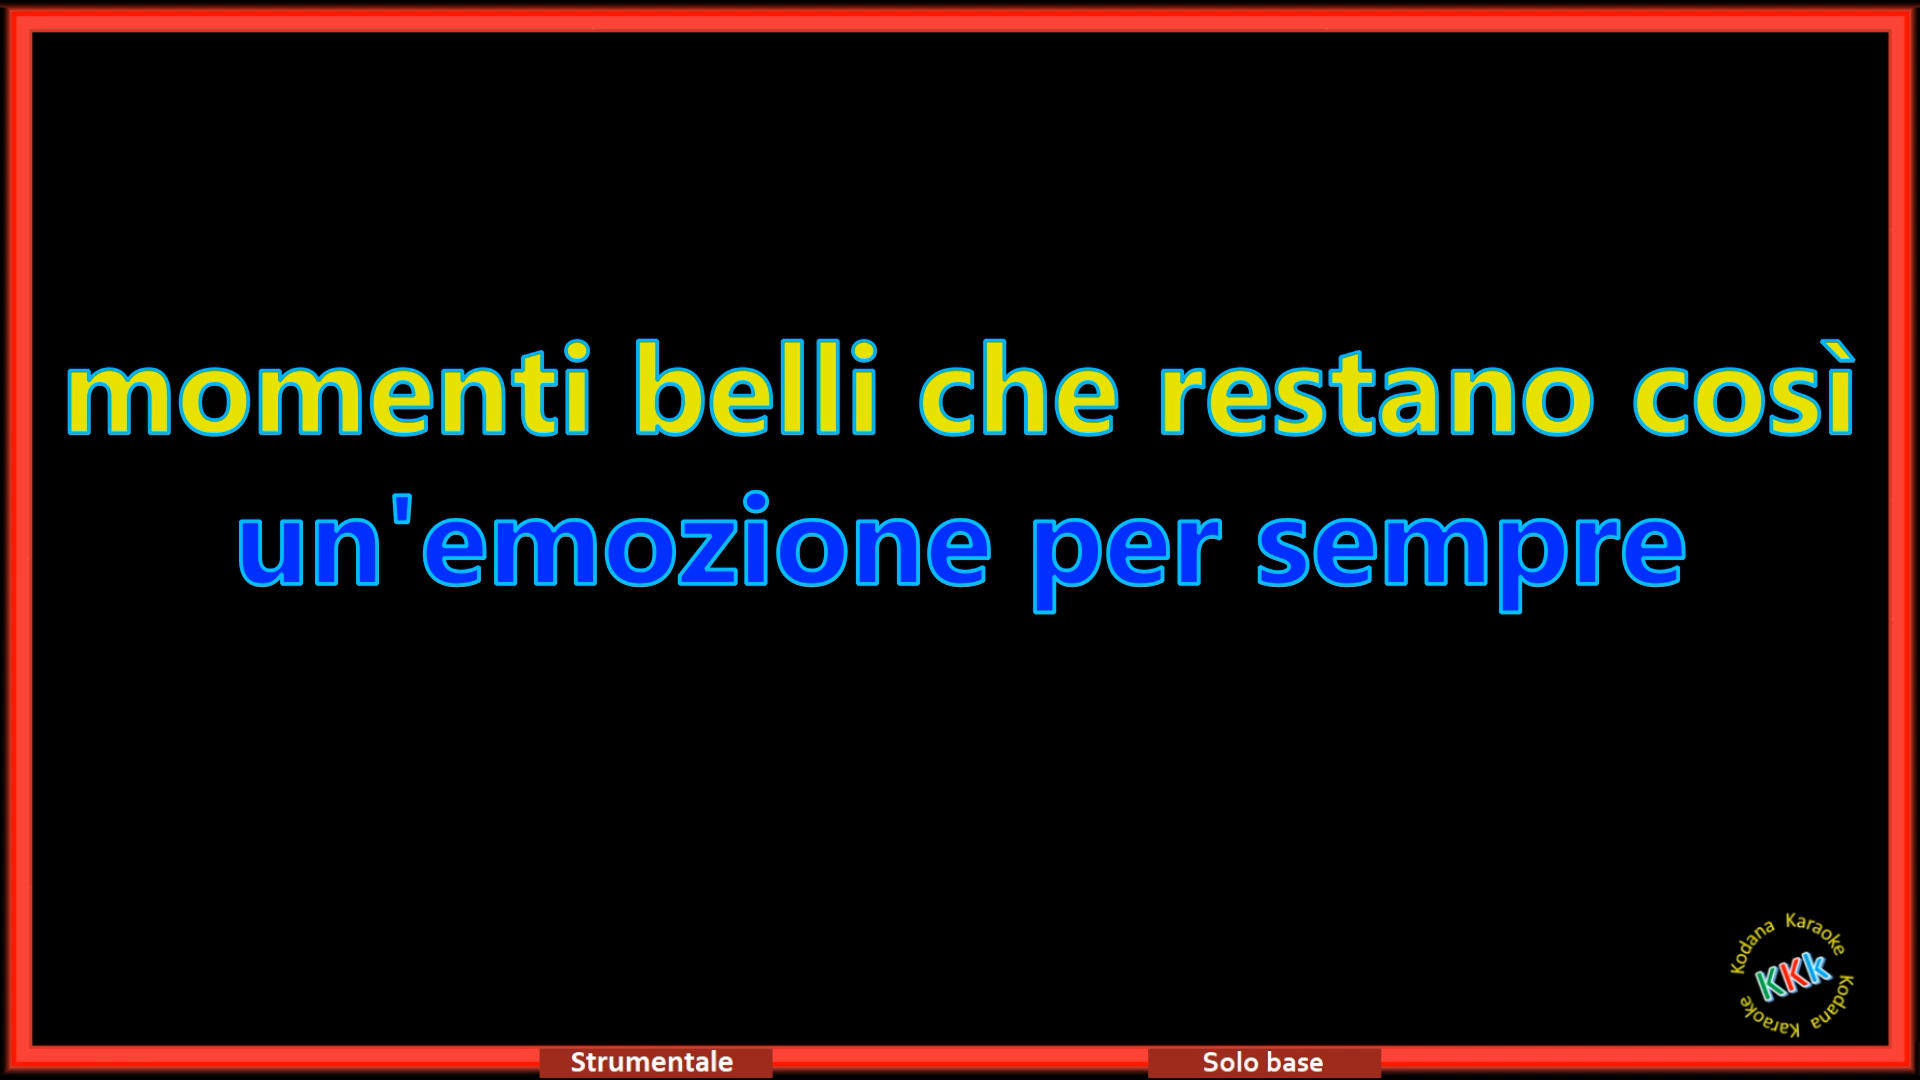 momenti belli che restano così
un'emozione per sempre
Kodana Karaoke Kodana Karaoke
KKk
Strumentale
Solo base